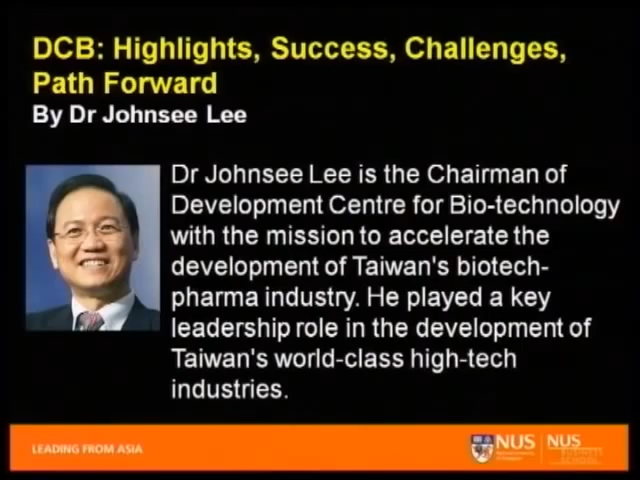 DCB: Highlights, Success, Challenges,
Path Forward
By Dr Johnsee Lee
Dr Johnsee Lee is the Chairman of
Development Centre for Bio-technology
with the mission to accelerate the
development of Taiwan's biotech-
pharma industry. He played a key
leadership role in the development of
Taiwan's world-class high-tech
industries.
LEADING FROM ASIA
NUS
NUS
BUSINESS
SCHOOL